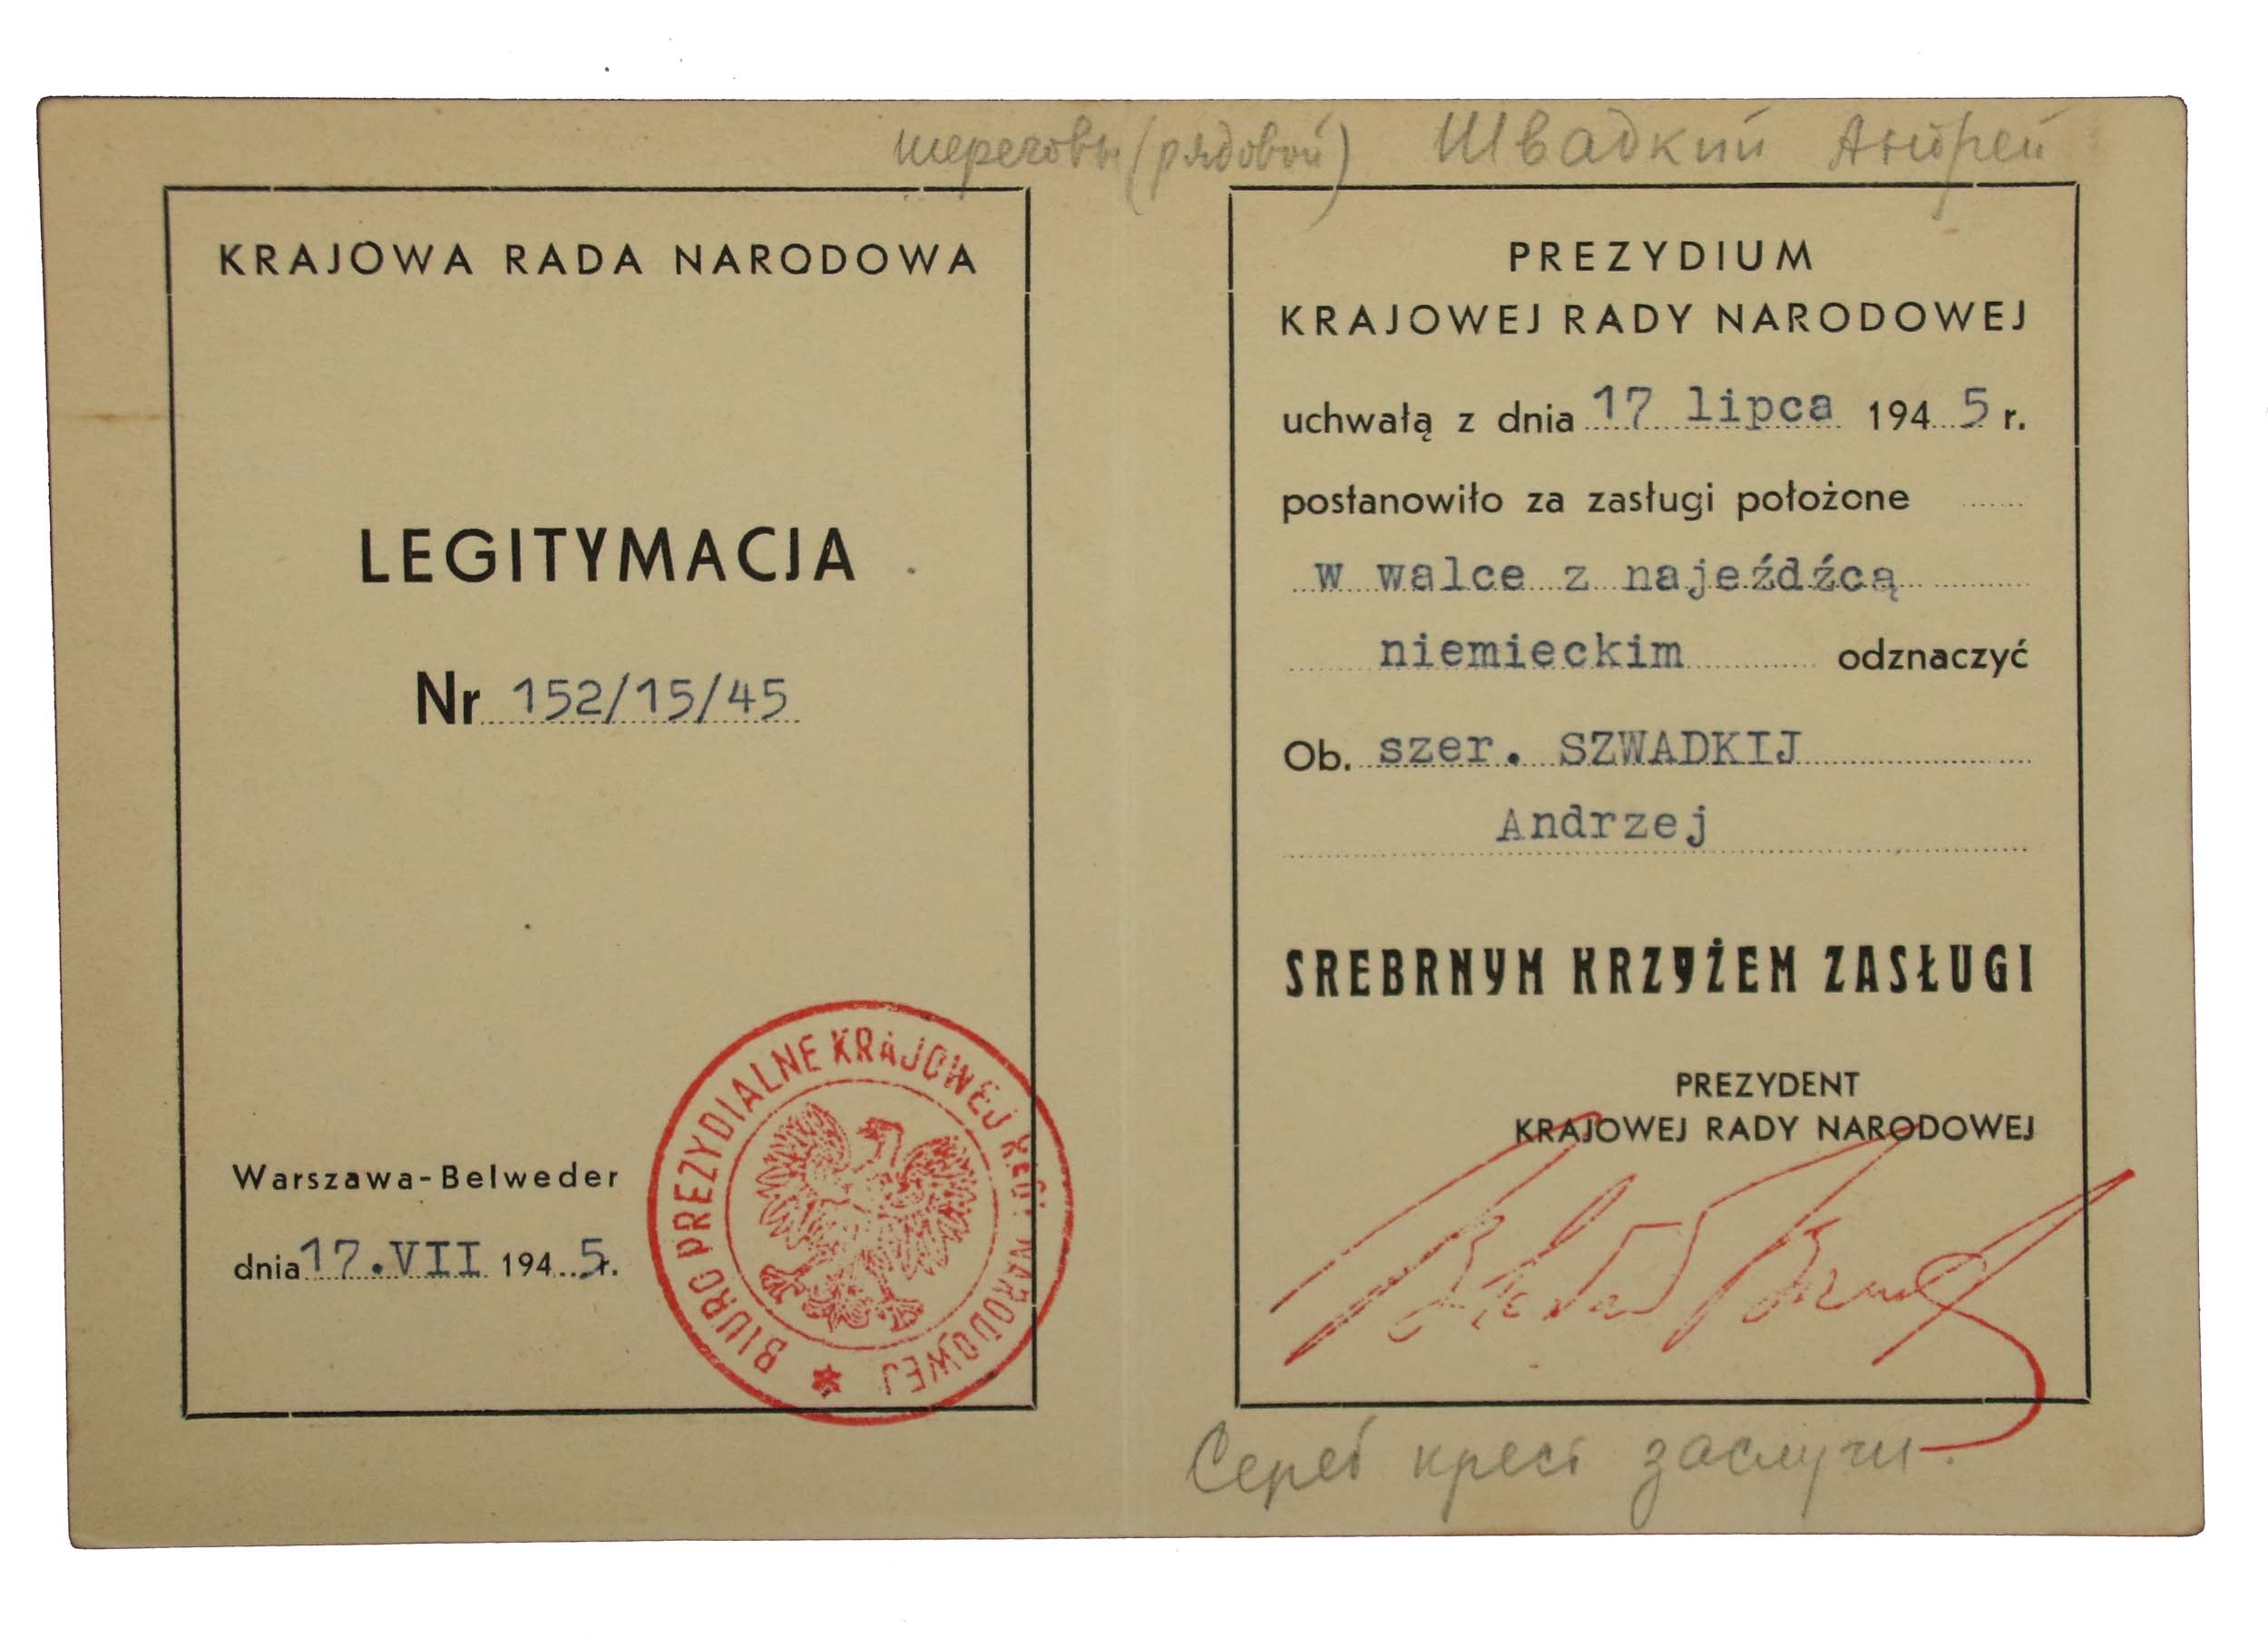 шереговы (рядовой) Швадкий Андрей
KRAJOWA RADA NARODOWA
LEGITYMACJA
Nr 152/15/45
Warszawa-Belweder
dnia 17.VII 1945r.
BIURO PREZYDIALNE KRAJOWEJ RADY NARODOWEJ
PREZYDIUM
KRAJOWEJ RADY NARODOWEJ
uchwałą z dnia 17 lipca 1945 r.
postanowiło za zasługi położone
w walce z najeźdźcą
niemieckim odznaczyć
Ob. szer. SZWADKIJ
Andrzej
SREBRNYM KRZYŻEM ZASŁUGI
PREZYDENT
KRAJOWEJ RADY NARODOWEJ
Сереб крест заслуги.